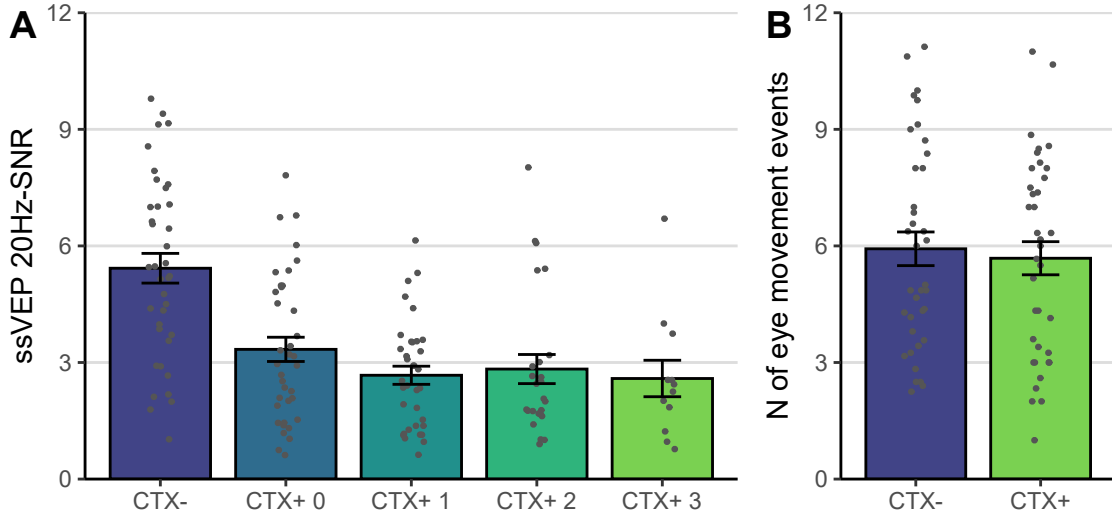 A
ssVEP 20Hz-SNR
12
9
6
3
0
CTX-
CTX+ 0
CTX+ 1
CTX+ 2
CTX+ 3
B
N of eye movement events
12
9
6
3
0
CTX-
CTX+